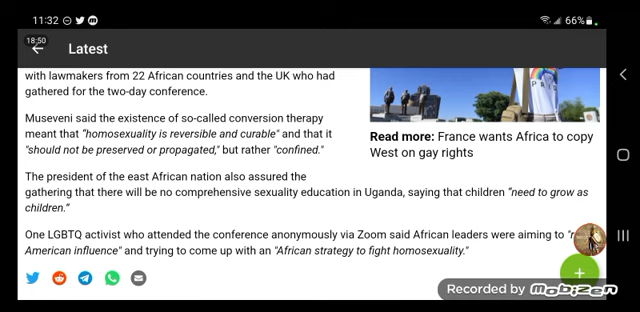 11:32
66%
18:50
Latest
with lawmakers from 22 African countries and the UK who had
gathered for the two-day conference.
Museveni said the existence of so-called conversion therapy
meant that "homosexuality is reversible and curable" and that it
"should not be preserved or propagated," but rather "confined."
PRID
Read more: France wants Africa to copy
West on gay rights
The president of the east African nation also assured the
gathering that there will be no comprehensive sexuality education in Uganda, saying that children "need to grow as
children."
One LGBTQ activist who attended the conference anonymously via Zoom said African leaders were aiming to
American influence" and trying to come up with an "African strategy to fight homosexuality."
Recorded by Mobizen